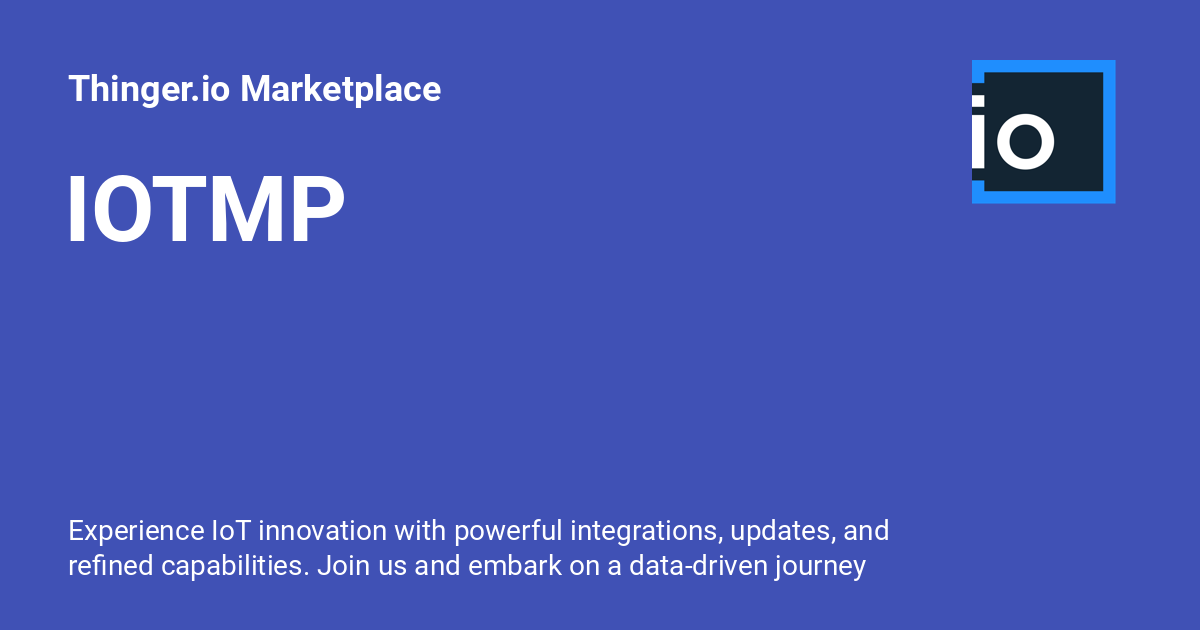 Thinger.io Marketplace
io
IOTMP
Experience IoT innovation with powerful integrations, updates, and
refined capabilities. Join us and embark on a data-driven journey